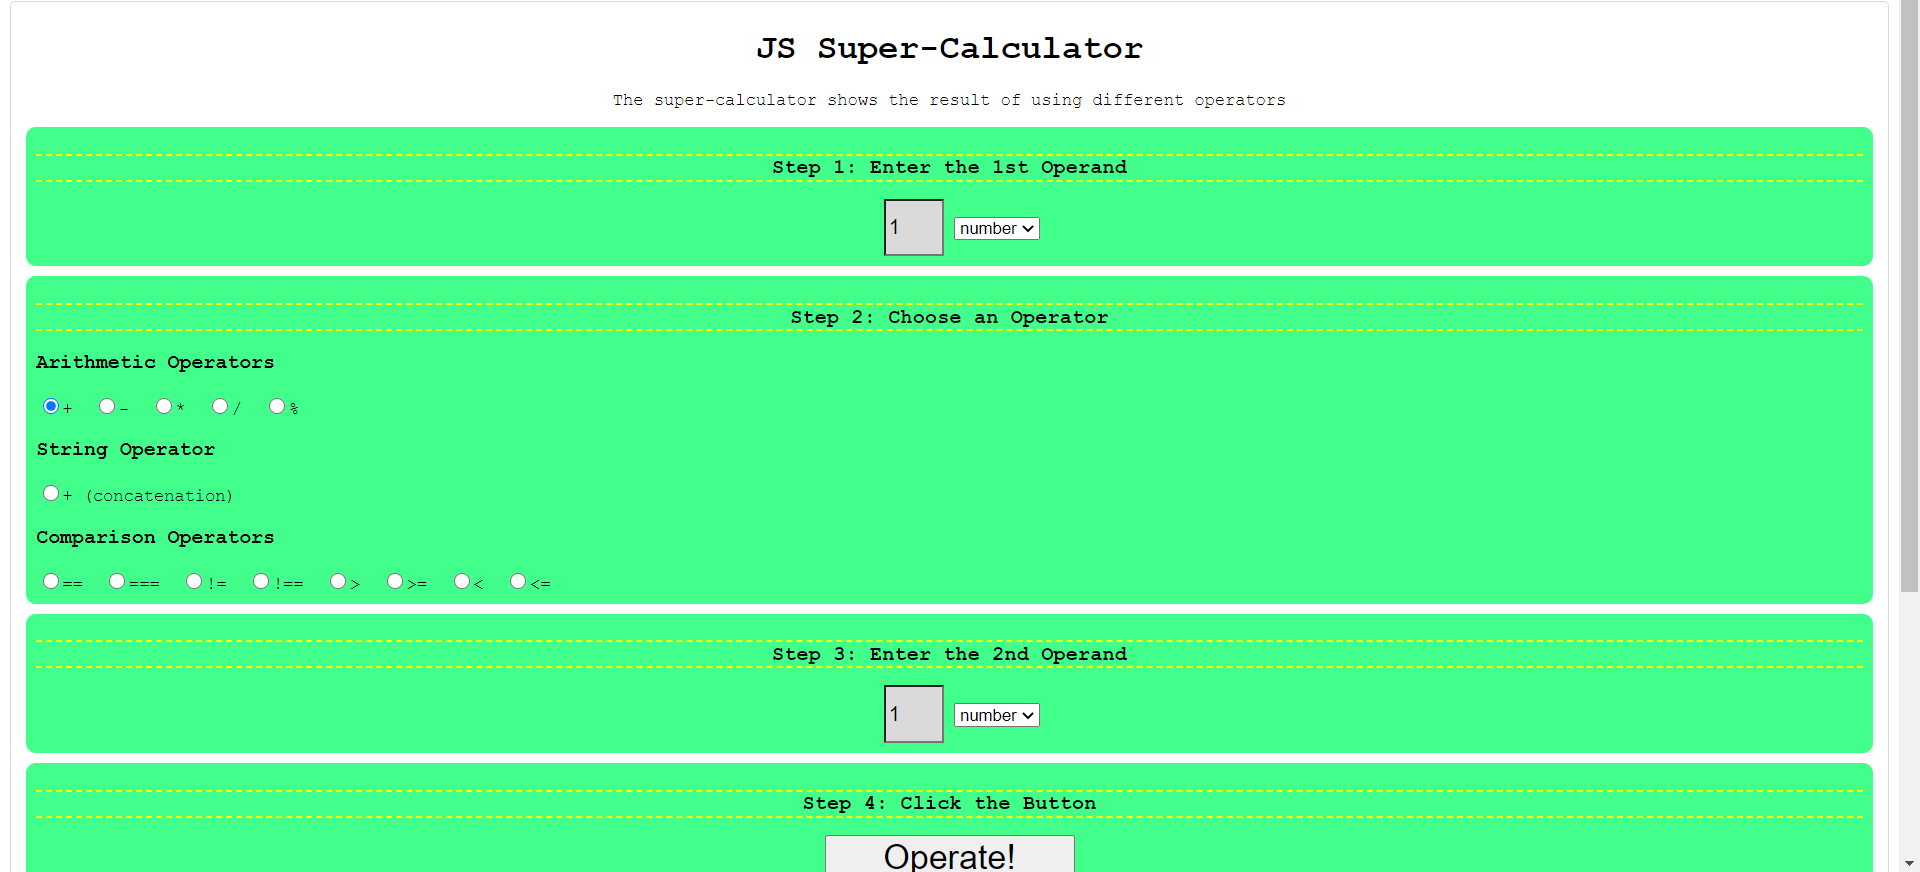 JS Super-Calculator
The super-calculator shows the result of using different operators
Step 1: Enter the 1st Operand
1 number
Step 2: Choose an Operator
Arithmetic Operators
+ - * / %
String Operator
+ (concatenation)
Comparison Operators
== === != !== > >= < <=
Step 3: Enter the 2nd Operand
1 number
Step 4: Click the Button
Operate!